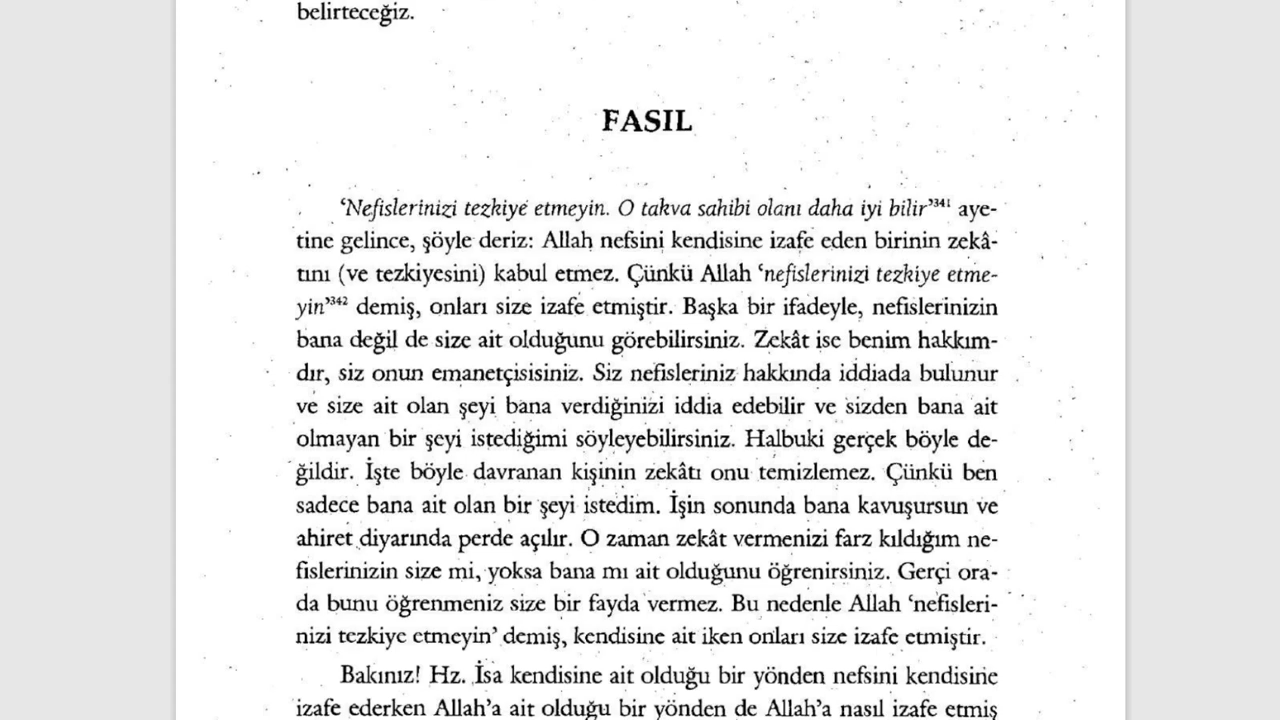 belirteceğiz.
FASIL
‘Nefislerinizi tezkiye etmeyin. O takva sahibi olanı daha iyi bilir’³⁴¹ aye-
tine gelince, şöyle deriz: Allah nefsini kendisine izafe eden birinin zekâ-
tını (ve tezkiyesini) kabul etmez. Çünkü Allah ‘nefislerinizi tezkiye etme-
yin’³⁴² demiş, onları size izafe etmiştir. Başka bir ifadeyle, nefislerinizin
bana değil de size ait olduğunu görebilirsiniz. Zekât ise benim hakkım-
dır, siz onun emanetçisisiniz. Siz nefisleriniz hakkında iddiada bulunur
ve size ait olan şeyi bana verdiğinizi iddia edebilir ve sizden bana ait
olmayan bir şeyi istediğimi söyleyebilirsiniz. Halbuki gerçek böyle de-
ğildir. İşte böyle davranan kişinin zekâtı onu temizlemez. Çünkü ben
sadece bana ait olan bir şeyi istedim. İşin sonunda bana kavuşursun ve
ahiret diyarında perde açılır. O zaman zekât vermenizi farz kıldığım ne-
fislerinizin size mi, yoksa bana mı ait olduğunu öğrenirsiniz. Gerçi ora-
da bunu öğrenmeniz size bir fayda vermez. Bu nedenle Allah ‘nefisleri-
nizi tezkiye etmeyin’ demiş, kendisine ait iken onları size izafe etmiştir.
Bakınız! Hz. İsa kendisine ait olduğu bir yönden nefsini kendisine
izafe ederken Allah’a ait olduğu bir yönden de Allah’a nasıl izafe etmiş